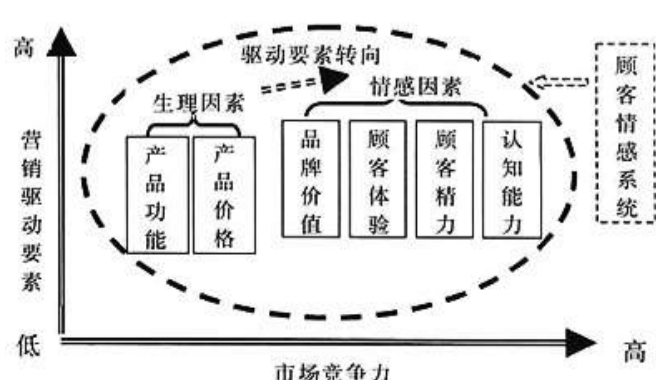 高
驱动要素转向
顾客情感系统
生理因素
情感因素
营销驱动要素
产品功能
产品价格
品牌价值
顾客体验
顾客精力
认知能力
低
高
市场竞争力